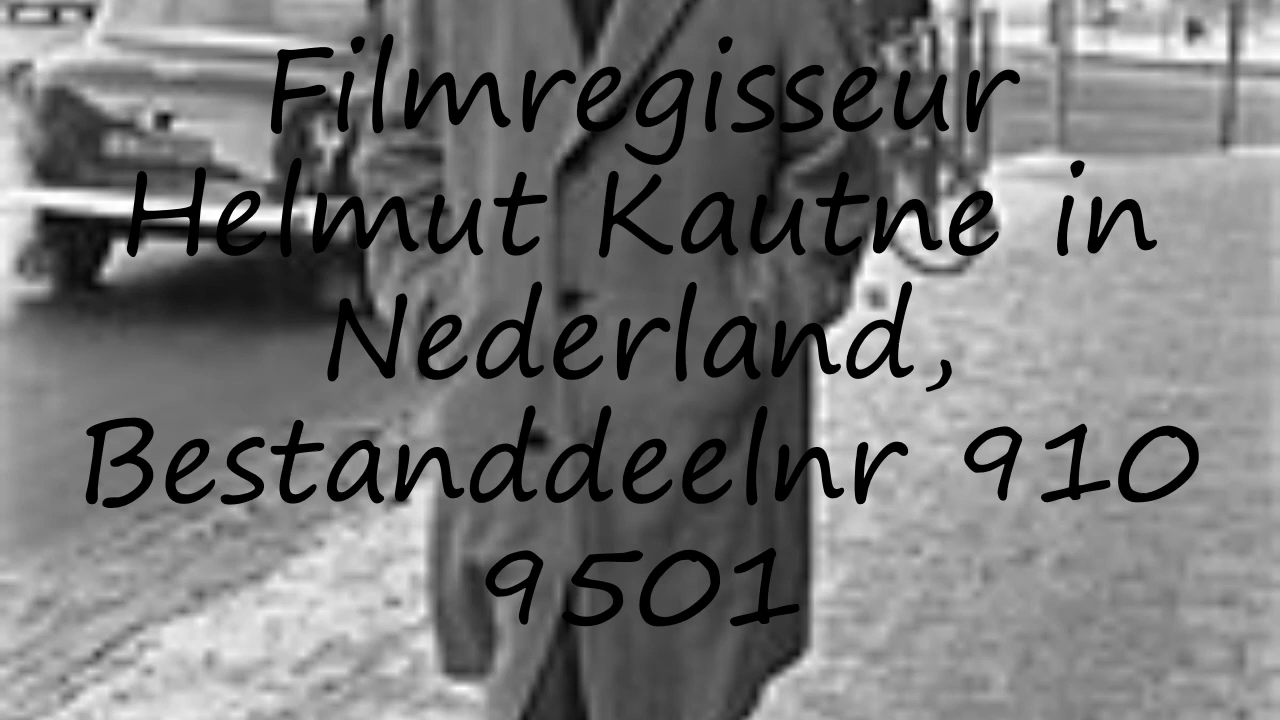 Filmregisseur
Helmut Kautne in
Nederland,
Bestanddeelnr 910
9501